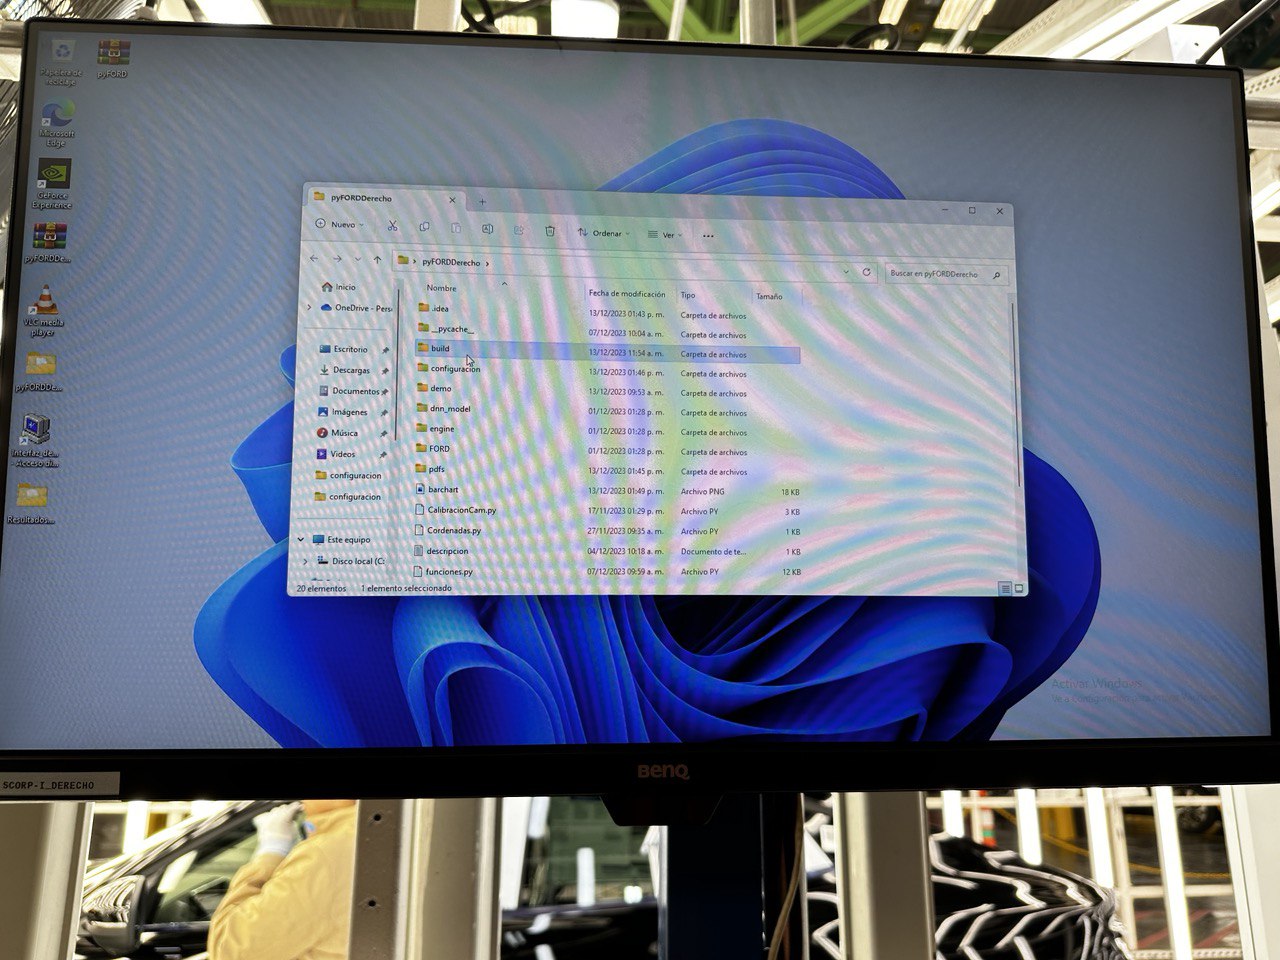 Papelera de
reciclaje
pyFORD
Microsoft
Edge
GeForce
Experience
pyFORDDe...
VLC media
player
pyFORDDe...
Interfaz de...
- Acceso di...
Resultados...
pyFORDDerecho
Nuevo
Ordenar
Ver
pyFORDDerecho
Buscar en pyFORDDerecho
Inicio
OneDrive - Pers
Escritorio
Descargas
Documentos
Imágenes
Música
Videos
configuracion
configuracion
Este equipo
Disco local (C:
Nombre Fecha de modificación Tipo Tamaño
.idea 13/12/2023 01:43 p. m. Carpeta de archivos
__pycache__ 07/12/2023 10:04 a. m. Carpeta de archivos
build 13/12/2023 11:54 a. m. Carpeta de archivos
configuracion 13/12/2023 01:46 p. m. Carpeta de archivos
demo 13/12/2023 09:53 a. m. Carpeta de archivos
dnn_model 01/12/2023 01:28 p. m. Carpeta de archivos
engine 01/12/2023 01:28 p. m. Carpeta de archivos
FORD 01/12/2023 01:28 p. m. Carpeta de archivos
pdfs 13/12/2023 01:45 p. m. Carpeta de archivos
barchart 13/12/2023 01:49 p. m. Archivo PNG 18 KB
CalibracionCam.py 17/11/2023 01:29 p. m. Archivo PY 3 KB
Cordenadas.py 27/11/2023 09:35 a. m. Archivo PY 1 KB
descripcion 04/12/2023 10:18 a. m. Documento de te... 1 KB
funciones.py 07/12/2023 09:59 a. m. Archivo PY 12 KB
20 elementos 1 elemento seleccionado
Activar Windows
BenQ
SCORP-I_DERECHO